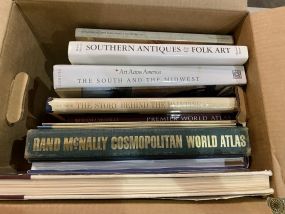 SOUTHERN ANTIQUES & FOLK ART
Art Across America
THE SOUTH AND THE MIDWEST
THE STORY BEHIND THE
PREMIER WORLD ATLAS
RAND McNALLY COSMOPOLITAN WORLD ATLAS